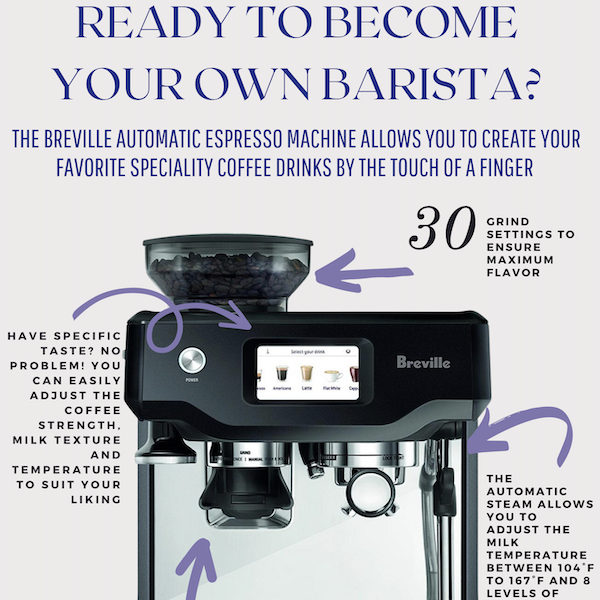 READY TO BECOME
YOUR OWN BARISTA?
THE BREVILLE AUTOMATIC ESPRESSO MACHINE ALLOWS YOU TO CREATE YOUR
FAVORITE SPECIALITY COFFEE DRINKS BY THE TOUCH OF A FINGER
30
GRIND
SETTINGS TO
ENSURE
MAXIMUM
FLAVOR
HAVE SPECIFIC
TASTE? NO
PROBLEM! YOU
CAN EASILY
ADJUST THE
COFFEE
STRENGTH,
MILK TEXTURE
AND
TEMPERATURE
TO SUIT YOUR
LIKING
POWER
Select your drink
Americano Latte Flat White
Breville
THE
AUTOMATIC
STEAM ALLOWS
YOU TO
ADJUST THE
MILK
TEMPERATURE
BETWEEN 104°F
TO 167°F AND 8
LEVELS OF